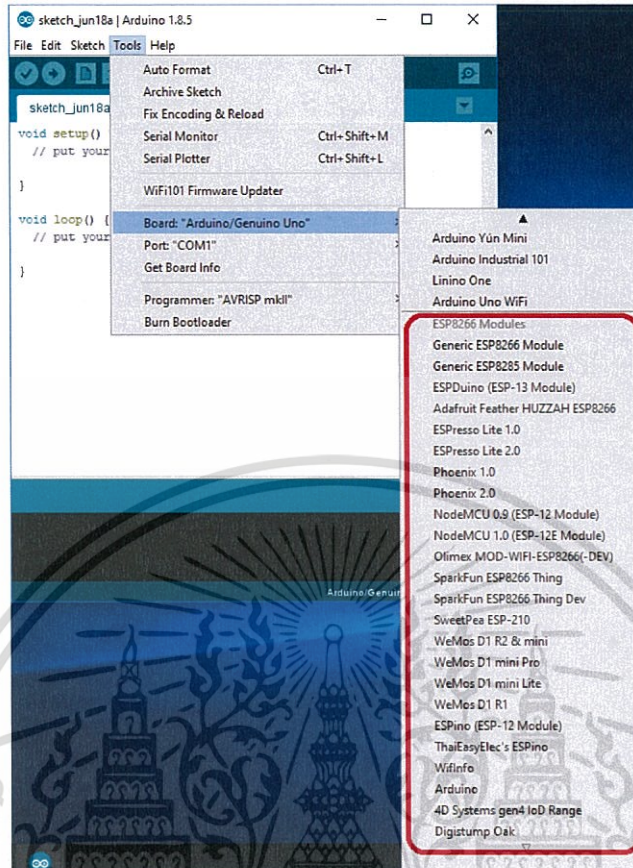 sketch_jun18a | Arduino 1.8.5
File Edit Sketch Tools Help
sketch_jun18a
void setup()
// put your
}
void loop() {
// put your
}
Auto Format Ctrl+T
Archive Sketch
Fix Encoding & Reload
Serial Monitor Ctrl+Shift+M
Serial Plotter Ctrl+Shift+L
WiFi101 Firmware Updater
Board: "Arduino/Genuino Uno"
Port: "COM1"
Get Board Info
Programmer: "AVRISP mkII"
Burn Bootloader
Arduino Yún Mini
Arduino Industrial 101
Linino One
Arduino Uno WiFi
ESP8266 Modules
Generic ESP8266 Module
Generic ESP8285 Module
ESPDuino (ESP-13 Module)
Adafruit Feather HUZZAH ESP8266
ESPresso Lite 1.0
ESPresso Lite 2.0
Phoenix 1.0
Phoenix 2.0
NodeMCU 0.9 (ESP-12 Module)
NodeMCU 1.0 (ESP-12E Module)
Olimex MOD-WIFI-ESP8266(-DEV)
SparkFun ESP8266 Thing
SparkFun ESP8266 Thing Dev
SweetPea ESP-210
WeMos D1 R2 & mini
WeMos D1 mini Pro
WeMos D1 mini Lite
WeMos D1 R1
ESPino (ESP-12 Module)
ThaiEasyElec's ESPino
WifInfo
Arduino
4D Systems gen4 IoD Range
Digistump Oak
Arduino/Genuin